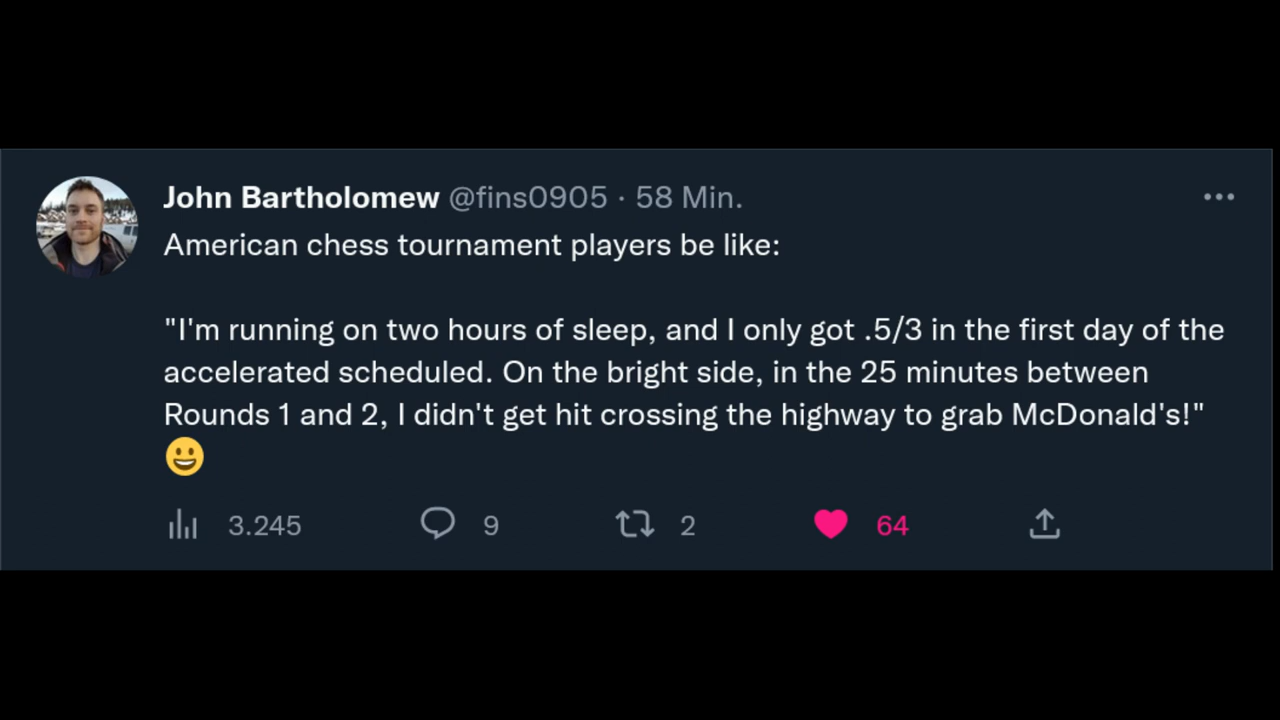 John Bartholomew @fins0905 · 58 Min.
American chess tournament players be like:
"I'm running on two hours of sleep, and I only got .5/3 in the first day of the
accelerated scheduled. On the bright side, in the 25 minutes between
Rounds 1 and 2, I didn't get hit crossing the highway to grab McDonald's!"
😀
3.245 9 2 64